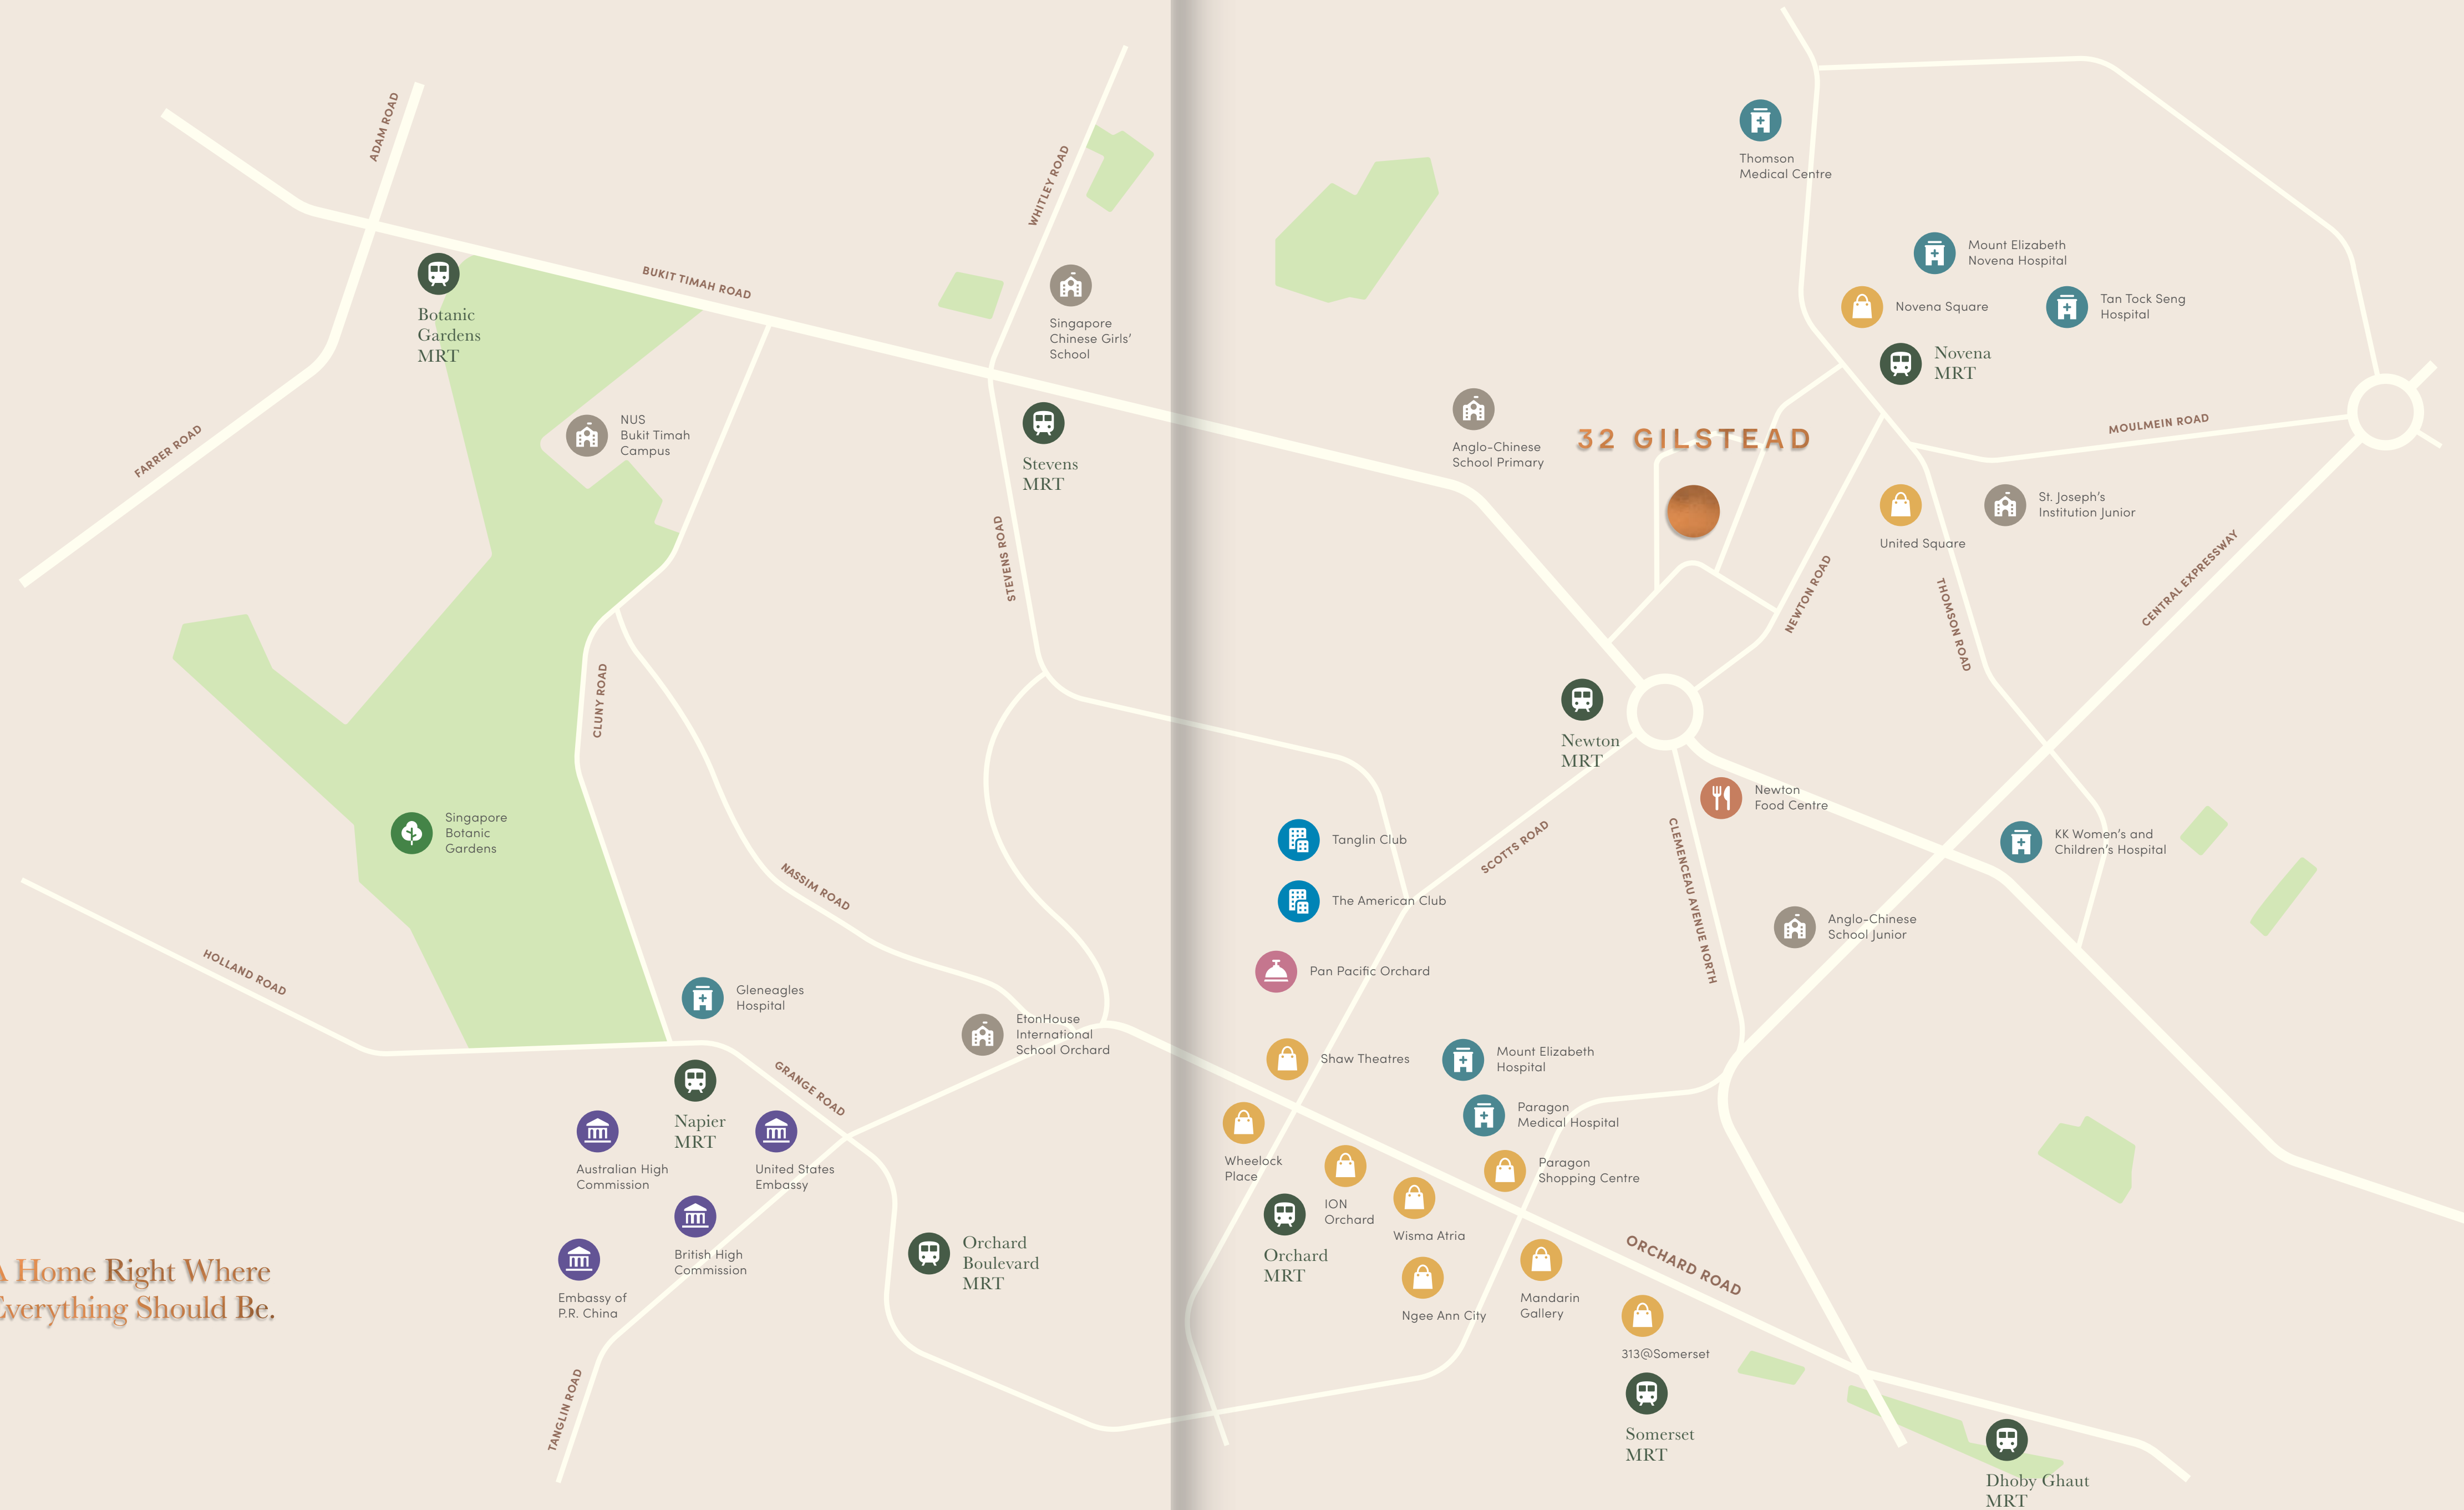 ADAM ROAD
BUKIT TIMAH ROAD
WHITLEY ROAD
FARRER ROAD
Botanic
Gardens
MRT
NUS
Bukit Timah
Campus
Singapore
Chinese Girls'
School
Stevens
MRT
STEVENS ROAD
CLUNY ROAD
Singapore
Botanic
Gardens
NASSIM ROAD
HOLLAND ROAD
Gleneagles
Hospital
EtonHouse
International
School Orchard
GRANGE ROAD
Napier
MRT
Australian High
Commission
United States
Embassy
British High
Commission
Embassy of
P.R. China
Orchard
Boulevard
MRT
TANGLIN ROAD
A Home Right Where
Everything Should Be.
Thomson
Medical Centre
Mount Elizabeth
Novena Hospital
Novena Square
Tan Tock Seng
Hospital
Novena
MRT
MOULMEIN ROAD
Anglo-Chinese
School Primary
32 GILSTEAD
United Square
St. Joseph's
Institution Junior
NEWTON ROAD
THOMSON ROAD
CENTRAL EXPRESSWAY
Newton
MRT
Newton
Food Centre
SCOTTS ROAD
CLEMENCEAU AVENUE NORTH
KK Women's and
Children's Hospital
Anglo-Chinese
School Junior
Tanglin Club
The American Club
Pan Pacific Orchard
Shaw Theatres
Mount Elizabeth
Hospital
Paragon
Medical Hospital
Wheelock
Place
ION
Orchard
Paragon
Shopping Centre
Wisma Atria
Orchard
MRT
Ngee Ann City
Mandarin
Gallery
ORCHARD ROAD
313@Somerset
Somerset
MRT
Dhoby Ghaut
MRT